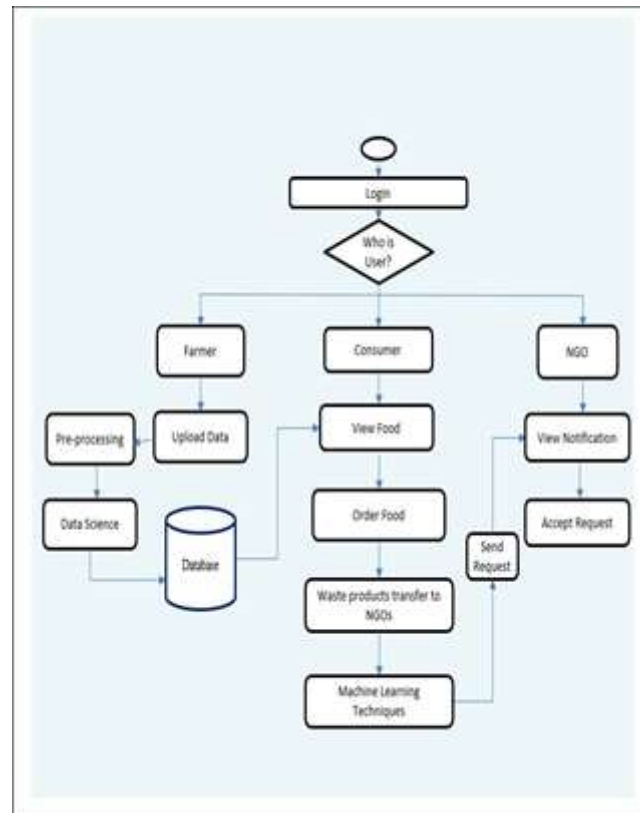 Login
Who is
User?
Farmer
Consumer
NGO
Pre-processing
Upload Data
View Food
View Notification
Data Science
Database
Order Food
Send
Request
Accept Request
Waste products transfer to
NGOs
Machine Learning
Techniques